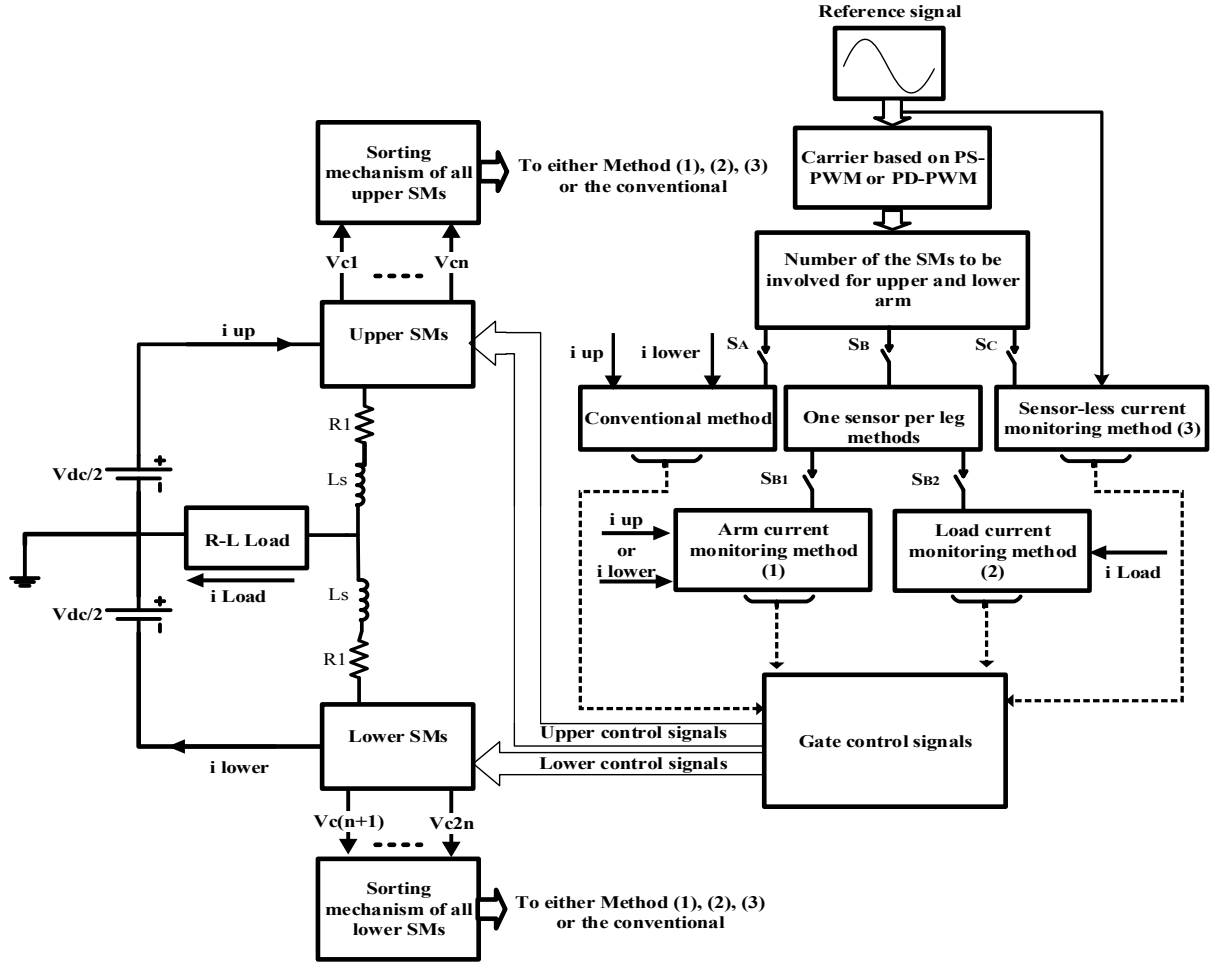 Reference signal
Carrier based on PS-
PWM or PD-PWM
Sorting
mechanism of all
upper SMs
To either Method (1), (2), (3)
or the conventional
Vc1
Vcn
Number of the SMs to be
involved for upper and lower
arm
i up
Upper SMs
i up
i lower
SA
SB
SC
Conventional method
One sensor per leg
methods
Sensor-less current
monitoring method (3)
R1
Ls
Vdc/2
+
SB1
SB2
R-L Load
i Load
i up
or
i lower
Arm current
monitoring method
(1)
Load current
monitoring method
(2)
i Load
Vdc/2
+
Ls
R1
Lower SMs
i lower
Upper control signals
Lower control signals
Gate control signals
Vc(n+1)
Vc2n
Sorting
mechanism of all
lower SMs
To either Method (1), (2), (3)
or the conventional